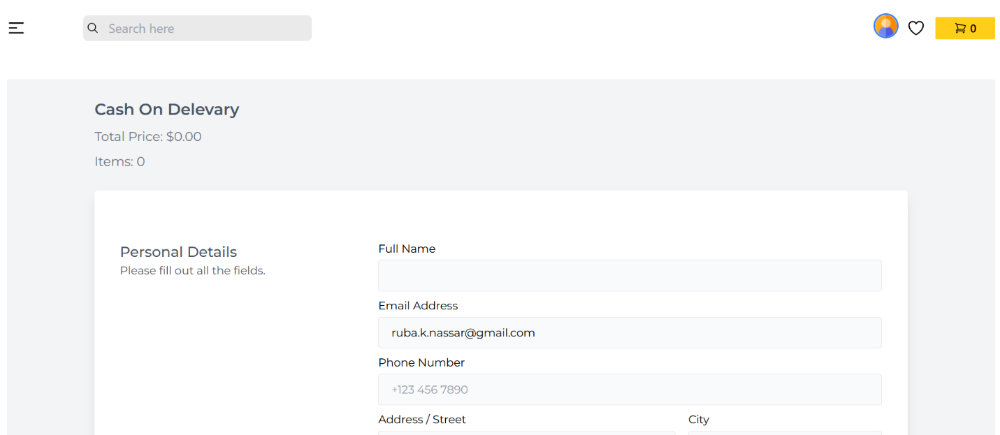 Search here
0
Cash On Delevary
Total Price: $0.00
Items: 0
Personal Details
Please fill out all the fields.
Full Name
Email Address
ruba.k.nassar@gmail.com
Phone Number
+123 456 7890
Address / Street
City